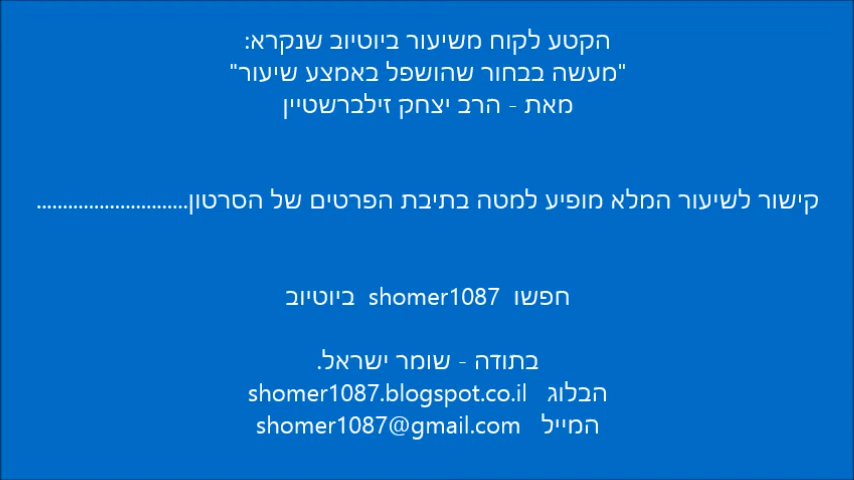 הקטע לקוח משיעור ביוטיוב שנקרא:
"מעשה בבחור שהושפל באמצע שיעור"
מאת - הרב יצחק זילברשטיין
קישור לשיעור המלא מופיע למטה בתיבת הפרטים של הסרטון.............................
חפשו shomer1087 ביוטיוב
בתודה - שומר ישראל.
הבלוג shomer1087.blogspot.co.il
המייל shomer1087@gmail.com